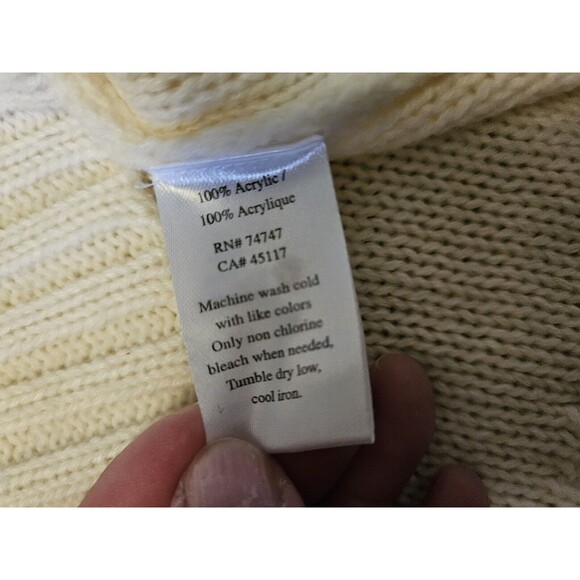 100% Acrylic /
100% Acrylique
RN# 74747
CA# 45117
Machine wash cold
with like colors
Only non chlorine
bleach when needed,
Tumble dry low,
cool iron.